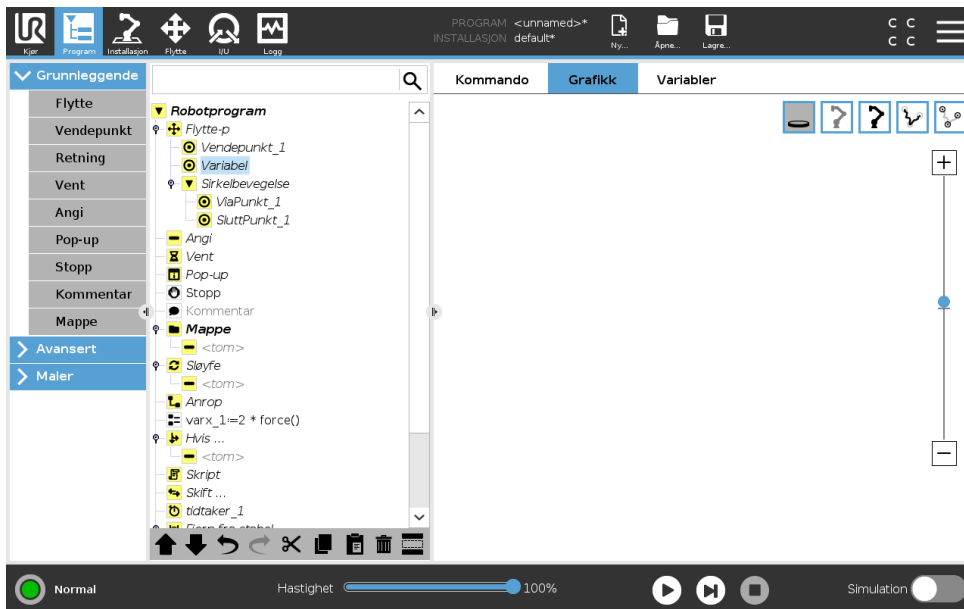 UR
PROGRAM <unnamed>*
INSTALLASJON default*
Kjør Program Installasjon Flytte I/U Logg Ny... Åpne... Lagre...
C C
C C
Grunnleggende
Flytte
Vendepunkt
Retning
Vent
Angi
Pop-up
Stopp
Kommentar
Mappe
Avansert
Maler
Robotprogram
Flytte-p
Vendepunkt_1
Variabel
Sirkelbevegelse
ViaPunkt_1
SluttPunkt_1
Angi
Vent
Pop-up
Stopp
Kommentar
Mappe
<tom>
Sløyfe
<tom>
Anrop
varx_1≔2 * force()
Hvis ...
<tom>
Skript
Skift ...
tidtaker_1
Kommando Grafikk Variabler
Normal Hastighet 100% Simulation